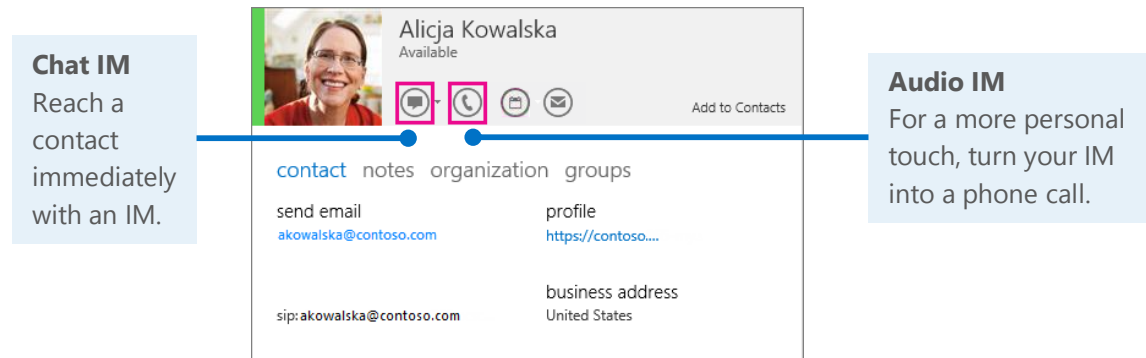 Chat IM
Reach a
contact
immediately
with an IM.
Alicja Kowalska
Available
Add to Contacts
contact notes organization groups
send email
akowalska@contoso.com
profile
https://contoso....
sip:akowalska@contoso.com
business address
United States
Audio IM
For a more personal
touch, turn your IM
into a phone call.